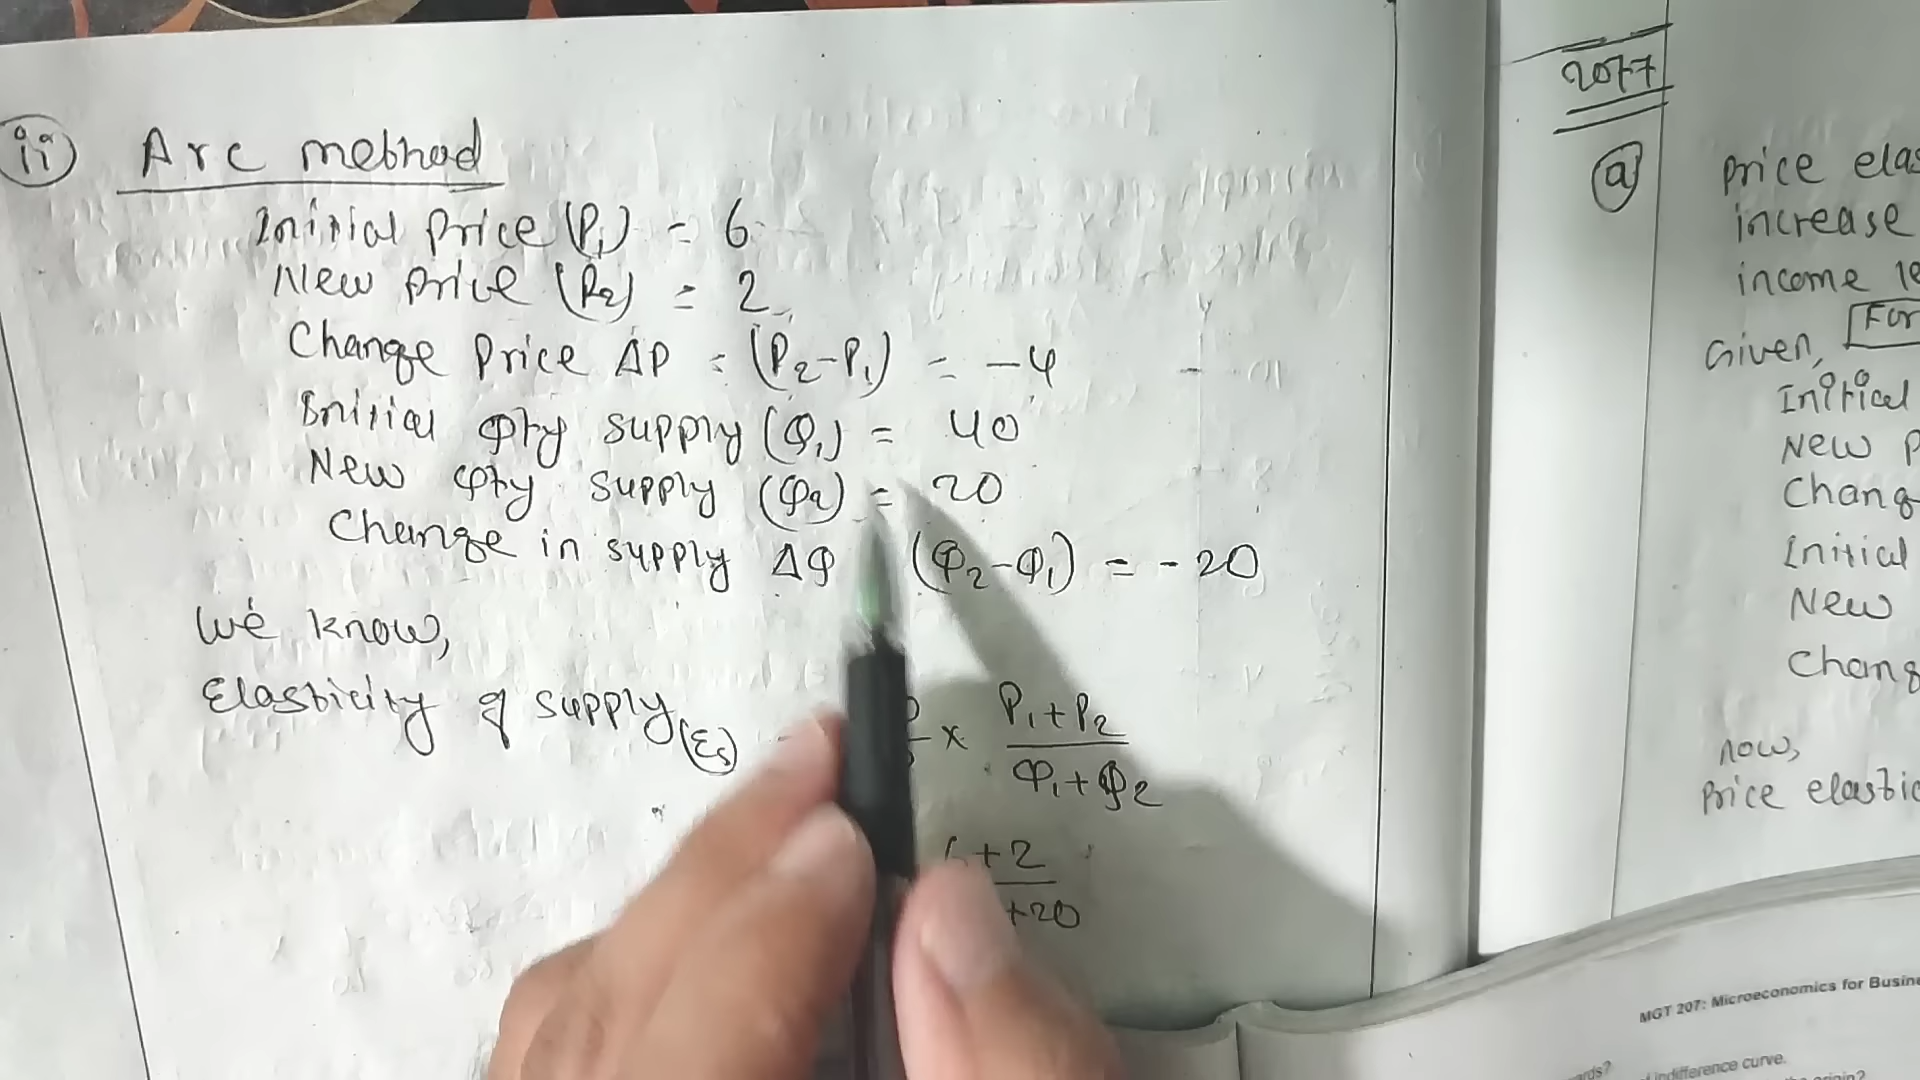 ii Arc method
Initial Price (P1) = 6
New price (P2) = 2
Change Price ΔP = (P2-P1) = -4
Initial qty supply (Q1) = 40
New qty supply (Q2) = 20
Change in supply ΔQ (Q2-Q1) = -20
We know,
Elasticity of supply (Es) = × P1+P2
Q1+Q2
6+2
+20
2077
a Price elas
increase
income le
Given, For
Initial
New P
Chang
Initial
New
Chang
now,
Price elastic
MGT 207: Microeconomics for Busine
indifference curve.
origin?